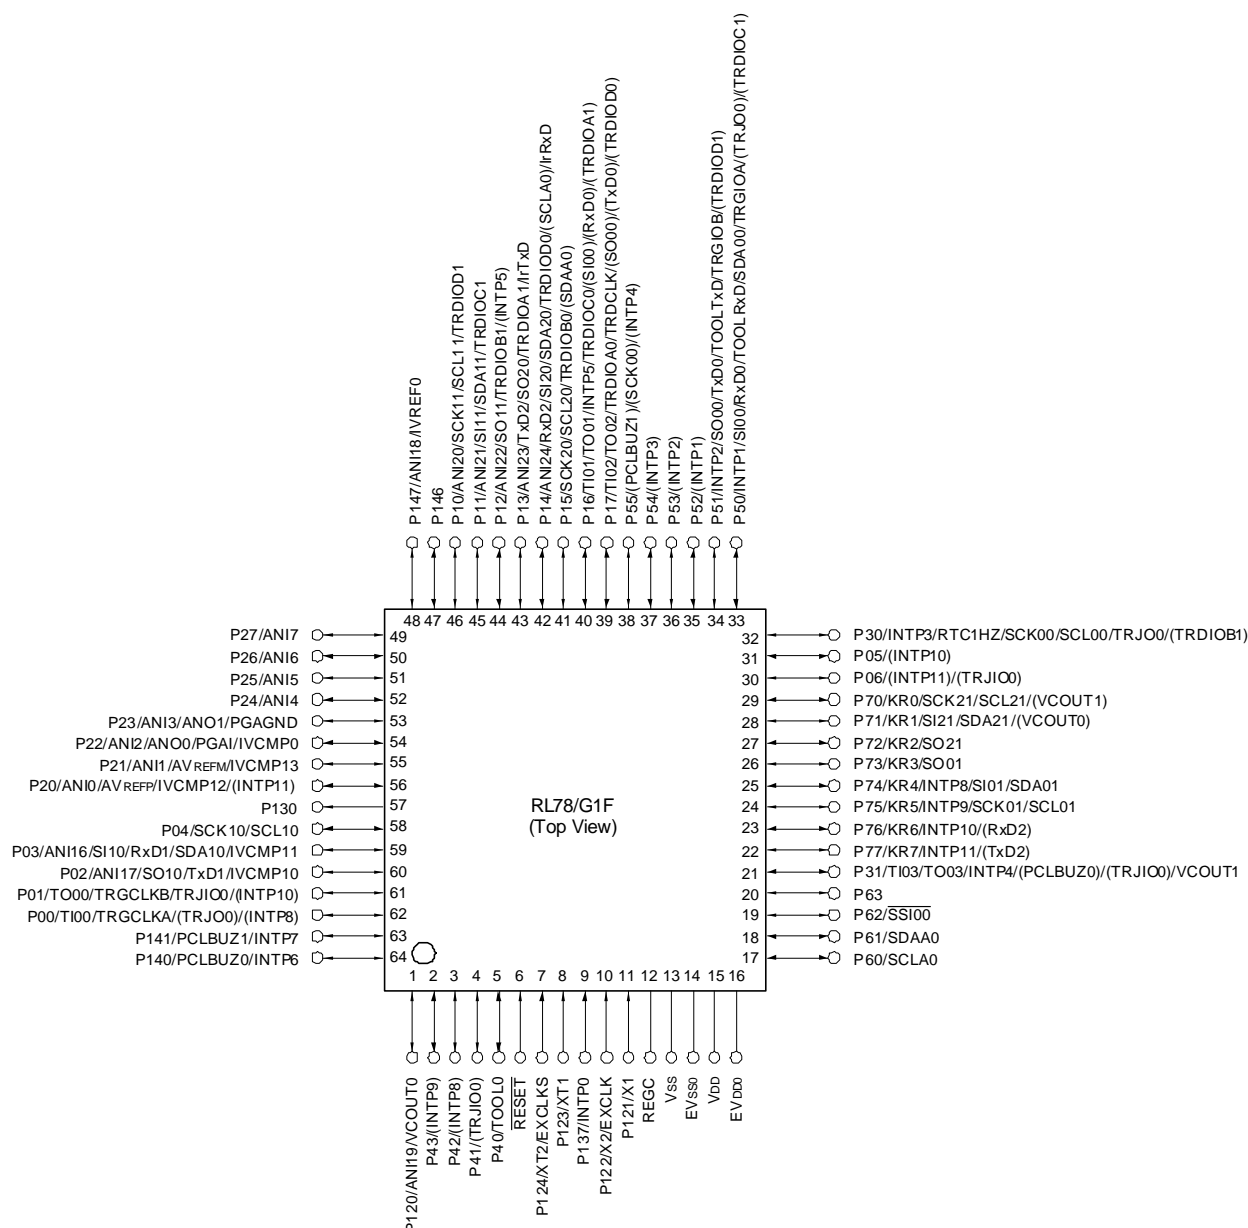 P147/ANI18/IVREF0
P146
P10/ANI20/SCK11/SCL11/TRDIOD1
P11/ANI21/SI11/SDA11/TRDIOC1
P12/ANI22/SO11/TRDIOB1/(INTP5)
P13/ANI23/TxD2/SO20/TRDIOA1/IrTxD
P14/ANI24/RxD2/SI20/SDA20/TRDIOD0/(SCLA0)/IrRxD
P15/SCK20/SCL20/TRDIOB0/(SDAA0)
P16/TI01/TO01/INTP5/TRDIOC0/(SI00)/(RxD0)/(TRDIOA1)
P17/TI02/TO02/TRDIOA0/TRDCLK/(SO00)/(TxD0)/(TRDIOD0)
P55/(PCLBUZ1)/(SCK00)/(INTP4)
P54/(INTP3)
P53/(INTP2)
P52/(INTP1)
P51/INTP2/SO00/TxD0/TOOLTxD/TRGIOB/(TRDIOD1)
P50/INTP1/SI00/RxD0/TOOLRxD/SDA00/TRGIOA/(TRJO0)/(TRDIOC1)
48 47 46 45 44 43 42 41 40 39 38 37 36 35 34 33
P27/ANI7 49
P26/ANI6 50
P25/ANI5 51
P24/ANI4 52
P23/ANI3/ANO1/PGAGND 53
P22/ANI2/ANO0/PGAI/IVCMP0 54
P21/ANI1/AVREFM/IVCMP13 55
P20/ANI0/AVREFP/IVCMP12/(INTP11) 56
P130 57
P04/SCK10/SCL10 58
P03/ANI16/SI10/RxD1/SDA10/IVCMP11 59
P02/ANI17/SO10/TxD1/IVCMP10 60
P01/TO00/TRGCLKB/TRJIO0/(INTP10) 61
P00/TI00/TRGCLKA/(TRJO0)/(INTP8) 62
P141/PCLBUZ1/INTP7 63
P140/PCLBUZ0/INTP6 64
RL78/G1F
(Top View)
32 P30/INTP3/RTC1HZ/SCK00/SCL00/TRJO0/(TRDIOB1)
31 P05/(INTP10)
30 P06/(INTP11)/(TRJIO0)
29 P70/KR0/SCK21/SCL21/(VCOUT1)
28 P71/KR1/SI21/SDA21/(VCOUT0)
27 P72/KR2/SO21
26 P73/KR3/SO01
25 P74/KR4/INTP8/SI01/SDA01
24 P75/KR5/INTP9/SCK01/SCL01
23 P76/KR6/INTP10/(RxD2)
22 P77/KR7/INTP11/(TxD2)
21 P31/TI03/TO03/INTP4/(PCLBUZ0)/(TRJIO0)/VCOUT1
20 P63
19 P62/SSI00
18 P61/SDAA0
17 P60/SCLA0
1 2 3 4 5 6 7 8 9 10 11 12 13 14 15 16
P120/ANI19/VCOUT0
P43/(INTP9)
P42/(INTP8)
P41/(TRJIO0)
P40/TOOL0
RESET
P124/XT2/EXCLKS
P123/XT1
P137/INTP0
P122/X2/EXCLK
P121/X1
REGC
VSS
EVSS0
VDD
EVDD0